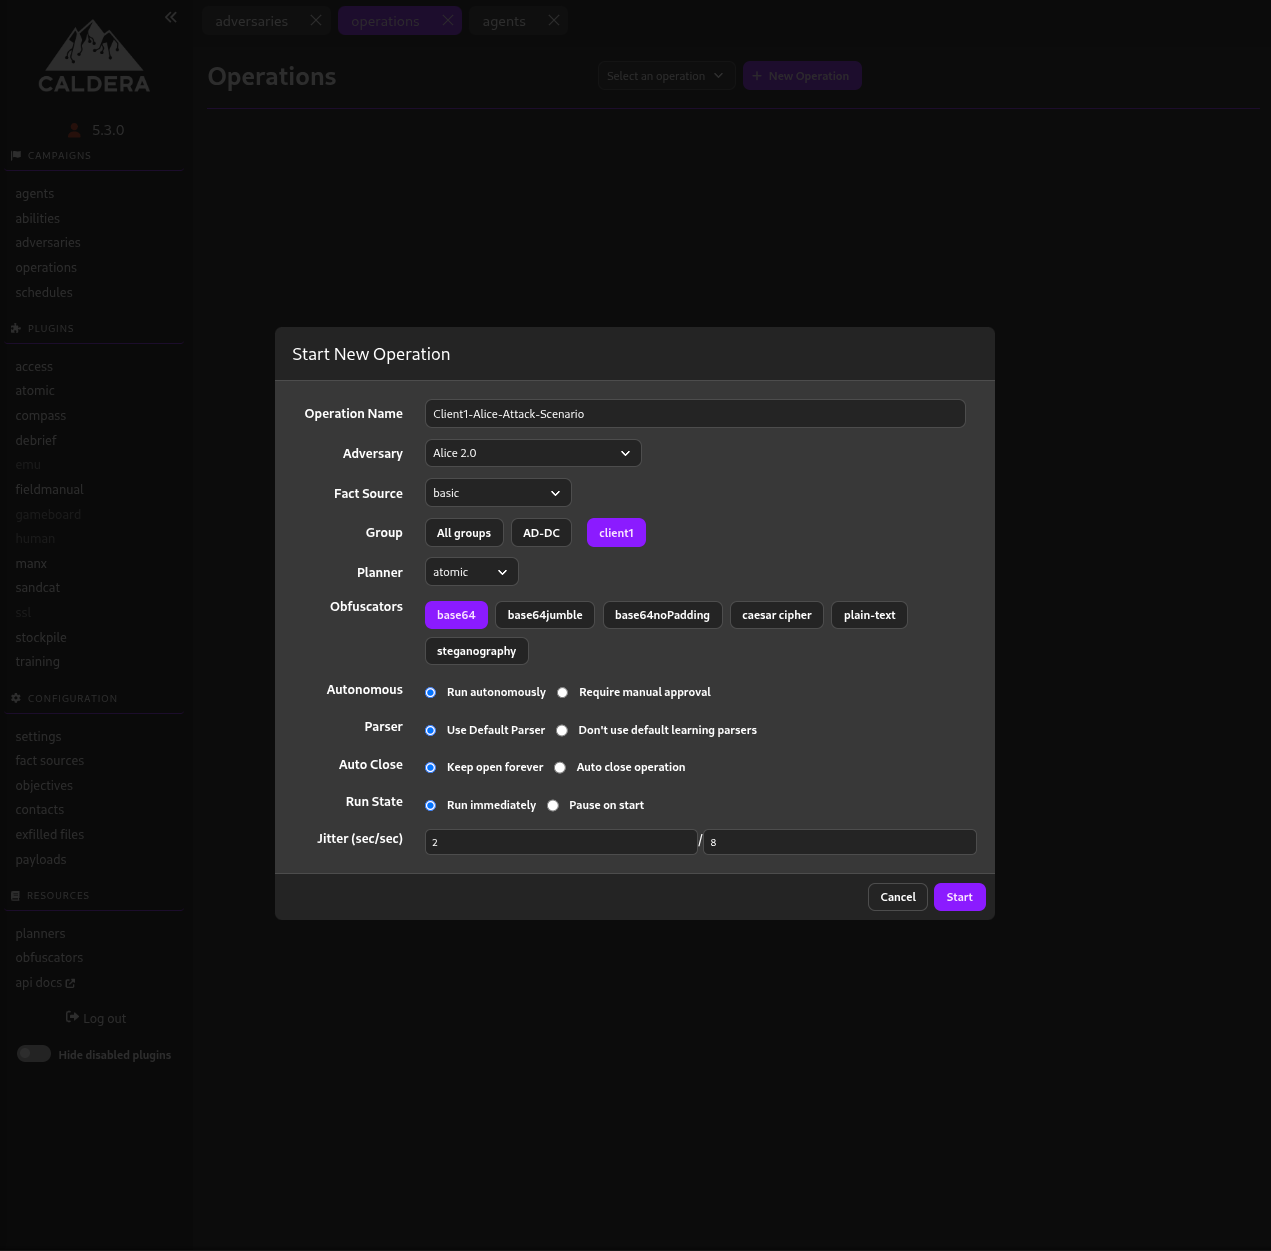 adversaries
operations
agents
CALDERA
5.3.0
Operations
Select an operation
+ New Operation
CAMPAIGNS
agents
abilities
adversaries
operations
schedules
PLUGINS
access
atomic
compass
debrief
emu
fieldmanual
gameboard
human
manx
sandcat
ssl
stockpile
training
CONFIGURATION
settings
fact sources
objectives
contacts
exfilled files
payloads
RESOURCES
planners
obfuscators
api docs
Log out
Hide disabled plugins
Start New Operation
Operation Name Client1-Alice-Attack-Scenario
Adversary Alice 2.0
Fact Source basic
Group All groups AD-DC client1
Planner atomic
Obfuscators base64 base64jumble base64noPadding caesar cipher plain-text
steganography
Autonomous Run autonomously Require manual approval
Parser Use Default Parser Don't use default learning parsers
Auto Close Keep open forever Auto close operation
Run State Run immediately Pause on start
Jitter (sec/sec) 2 / 8
Cancel Start